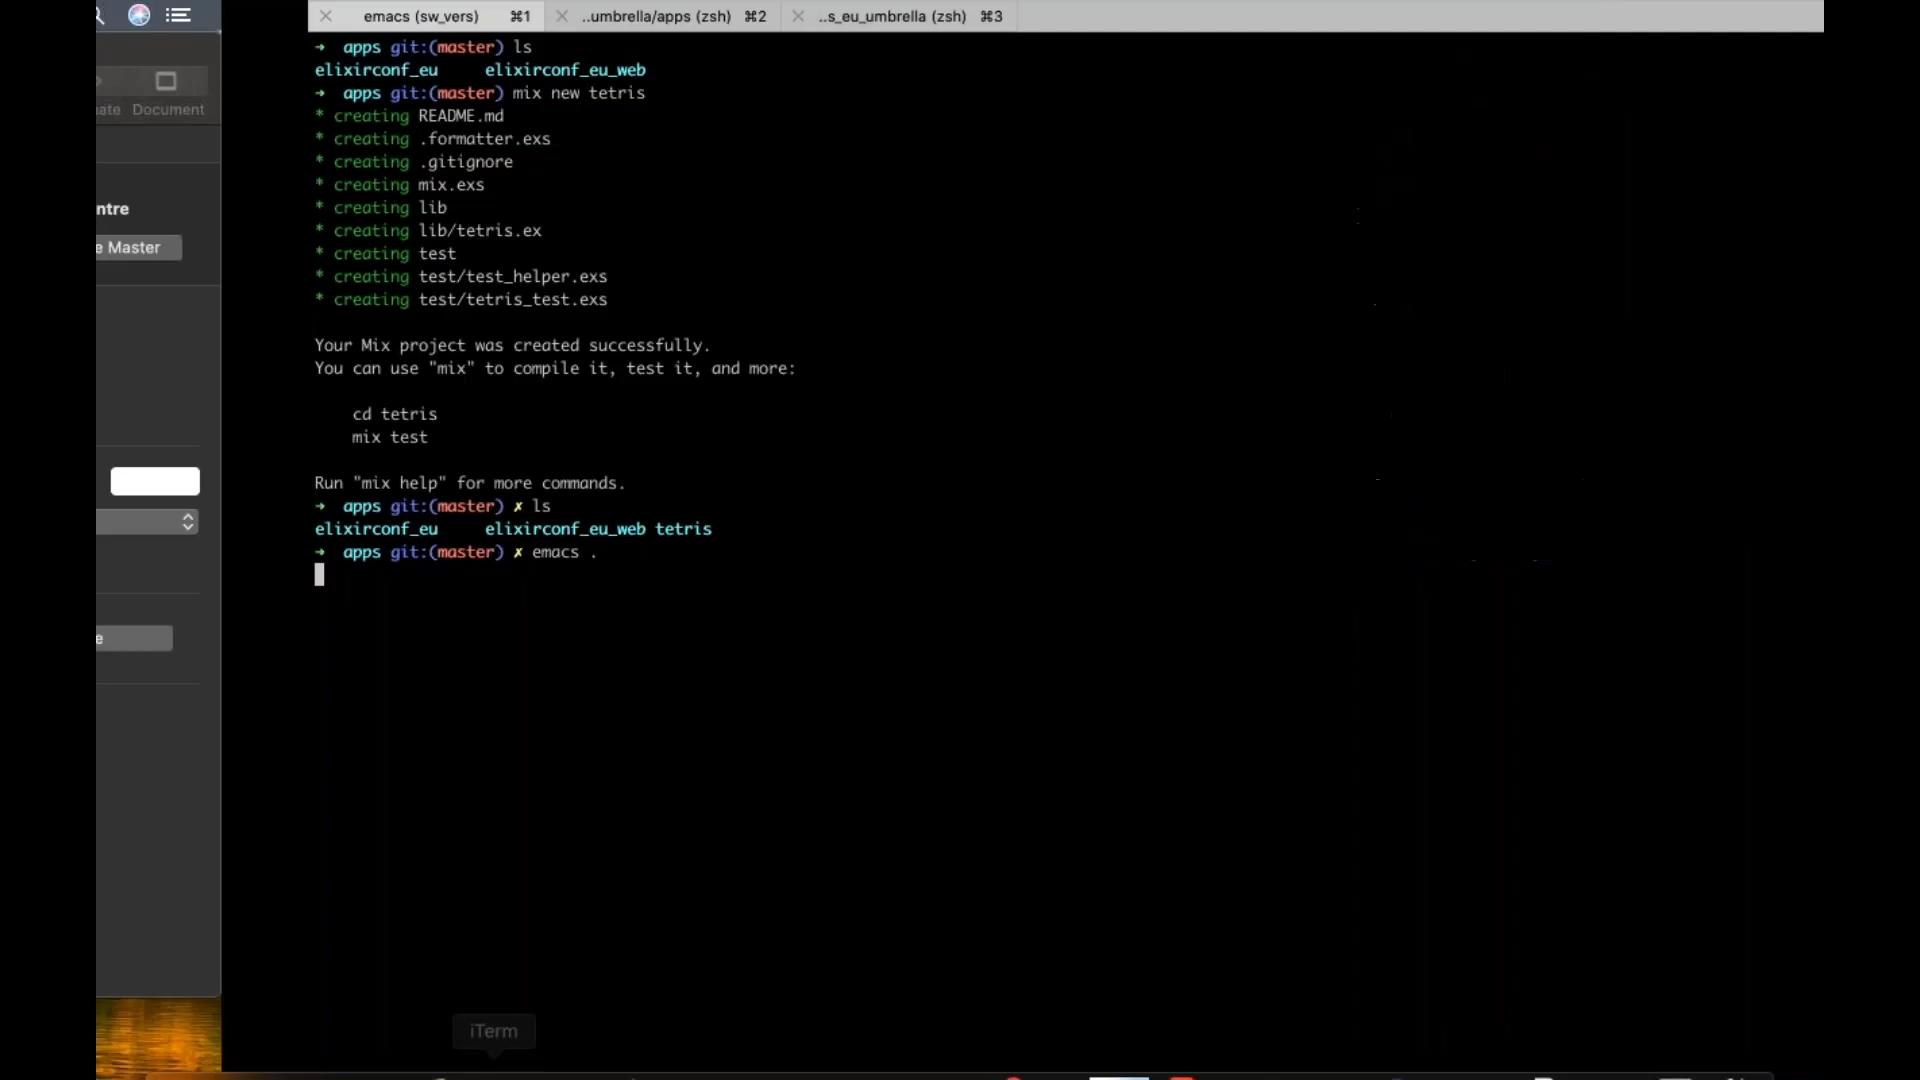 emacs (sw_vers) ⌘1 ..umbrella/apps (zsh) ⌘2 ..s_eu_umbrella (zsh) ⌘3
ate Document
ntre
e Master
e
➜ apps git:(master) ls
elixirconf_eu elixirconf_eu_web
➜ apps git:(master) mix new tetris
* creating README.md
* creating .formatter.exs
* creating .gitignore
* creating mix.exs
* creating lib
* creating lib/tetris.ex
* creating test
* creating test/test_helper.exs
* creating test/tetris_test.exs
Your Mix project was created successfully.
You can use "mix" to compile it, test it, and more:
cd tetris
mix test
Run "mix help" for more commands.
➜ apps git:(master) ✗ ls
elixirconf_eu elixirconf_eu_web tetris
➜ apps git:(master) ✗ emacs .
iTerm